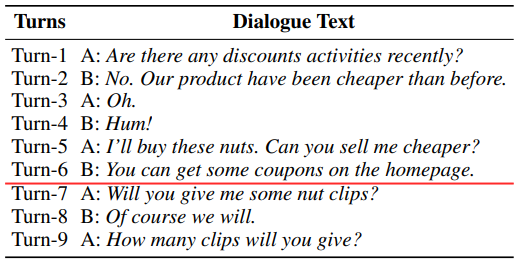 Turns Dialogue Text
Turn-1 A: Are there any discounts activities recently?
Turn-2 B: No. Our product have been cheaper than before.
Turn-3 A: Oh.
Turn-4 B: Hum!
Turn-5 A: I'll buy these nuts. Can you sell me cheaper?
Turn-6 B: You can get some coupons on the homepage.
Turn-7 A: Will you give me some nut clips?
Turn-8 B: Of course we will.
Turn-9 A: How many clips will you give?